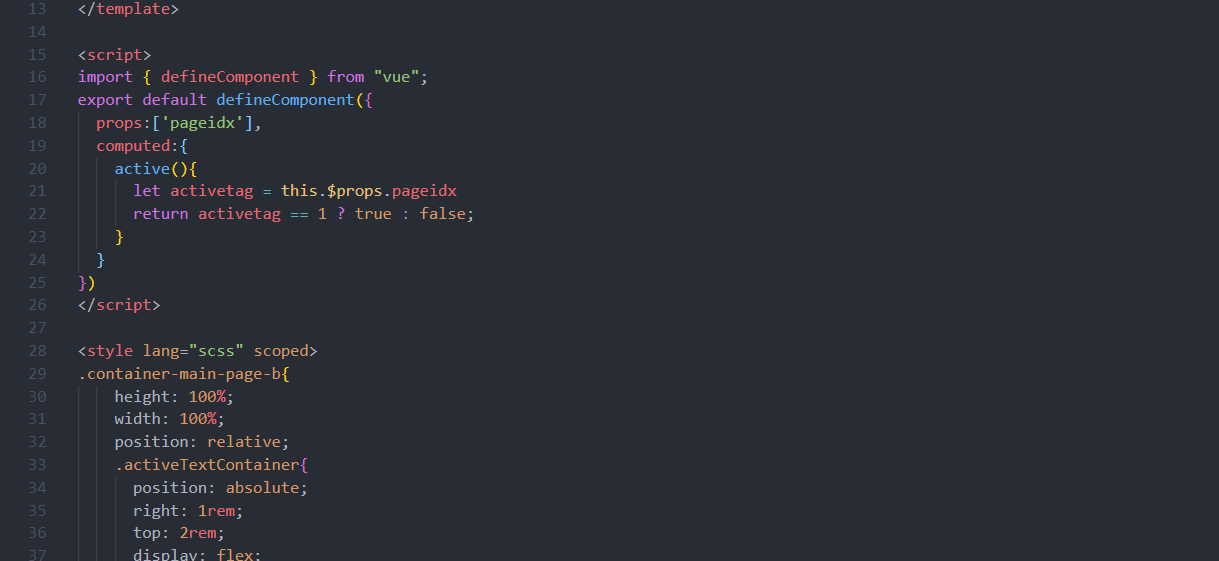 13 </template>
14
15 <script>
16 import { defineComponent } from "vue";
17 export default defineComponent({
18   props:['pageidx'],
19   computed:{
20     active(){
21       let activetag = this.$props.pageidx
22       return activetag == 1 ? true : false;
23     }
24   }
25 })
26 </script>
27
28 <style lang="scss" scoped>
29 .container-main-page-b{
30     height: 100%;
31     width: 100%;
32     position: relative;
33     .activeTextContainer{
34       position: absolute;
35       right: 1rem;
36       top: 2rem;
37       display: flex;